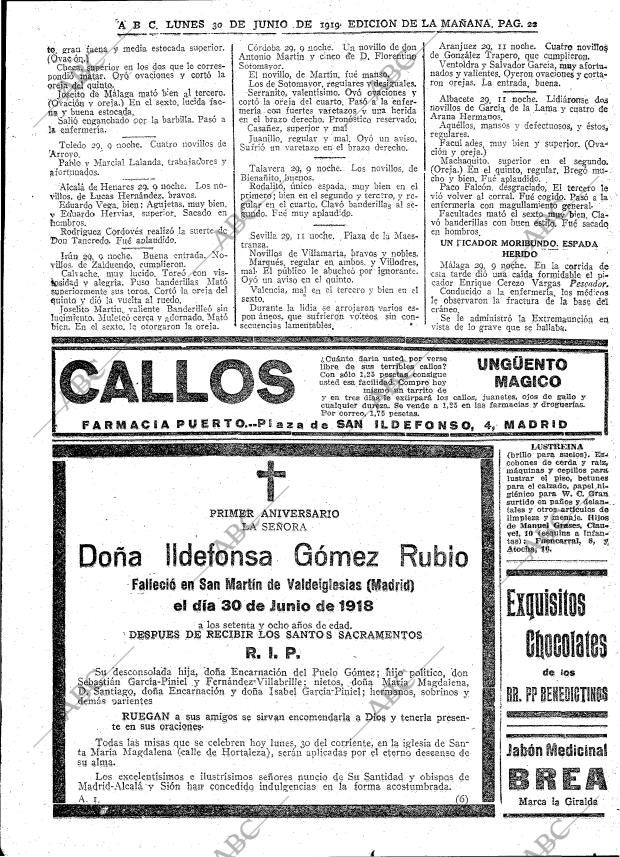 A B C. LUNES 30 DE JUNIO DE 1919. EDICION DE LA MAÑANA. PAG. 22
to, gran faena y media estocada superior.
(Ovación.)
Checa, superior en los dos que le corres-
pondió matar. Oyó ovaciones y cortó la
oreja del quinto.
Joseito de Málaga mató bien al tercero.
(Ovación y oreja.) En el sexto, lucida faena
y buena estocada.
Salió enganchado por la barbilla. Pasó a
la enfermería.
Toledo 29, 9 noche. Cuatro novillos de
Arroyo.
Pablo y Marcial Lalanda, trabajadores y
afortunados.
Alcalá de Henares 29, 9 noche. Los no-
villos, de Lucas Hernández, bravos.
Eduardo Vega, bien; Agujetas, muy bien,
y Eduardo Hervias, superior. Sacado en
hombros.
Rodríguez Cordovés realizó la suerte de
Don Tancredo. Fué aplaudido.
Irún 29, 9 noche. Buena entrada. No-
villos de Zalduendo, cumplieron.
Calvache, muy lucido. Toreó con vis-
tosidad y alegría. Puso banderillas Mató
superiormente sus toros. Cortó la oreja del
quinto y dió la vuelta al ruedo.
Joselito Martín, valiente Banderilleó sin
lucimiento. Muleteó cerca y adornado. Mató
bien. En el sexto, le otorgaron la oreja.
Córdoba 29, 9 noche. Un novillo de don
Antonio Martín y cinco de D. Florentino
Sotomayor.
El novillo, de Martín, fué manso.
Los de Sotomayor, regulares y desiguales.
Serranito, valentísimo. Oyó ovaciones y
cortó la oreja del cuarto. Pasó a la enfer-
mería con fuertes varetazos y una herida
en el brazo derecho. Pronóstico reservado.
Casañez, superior y mal
Juanillo, regular y mal. Oyó un aviso.
Sufrió un varetazo en el brazo derecho.
Talavera 29, 9 noche. Los novillos, de
Bienañito, buenos.
Rodalito, único espada, muy bien en el
primero; bien en el segundo y tercero, y re-
gular en el cuarto. Clavó banderillas al se-
gundo. Fué muy aplaudido.
Sevilla 29, 11 noche. Plaza de la Maes-
tranza.
Novillos de Villamarta, bravos y nobles.
Marqués, regular en ambos, y Villodres,
mal. El público le abucheó por ignorante.
Oyó un aviso en el quinto.
Valencia, mal en el tercero y bien en el
sexto.
Durante la lidia se arrojaron varios es-
pontáneos, que sufrieron volteos sin con-
secuencias lamentables.
Aranjuez 29, 11 noche. Cuatro novillos
de González Trapero, que cumplieron.
Ventoldra y Salvador García, muy afor-
tunados y valientes. Oyeron ovaciones y corta-
ron orejas. La entrada, buena.
Albacete 29, 11 noche. Lidiáronse dos
novillos de García de la Lama y cuatro de
Arana Hermanos.
Aquéllos, mansos y defectuosos, y éstos,
regulares.
Facultades, muy bien y superior. (Ova-
ción y oreja.)
Machaquito, superior en el segundo.
(Oreja.) En el quinto, regular. Bregó mu-
cho y bien. Fué aplaudido.
Paco Falcón, desgraciado. El tercero le
vió volver al corral. Fué cogido. Pasó a la
enfermería con magullamiento general
Facultades mató el sexto muy bien. Clavó
banderillas con buen éxito. Fué sacado en
hombros.
UN PICADOR MORIBUNDO. ESPADA
HERIDO
Málaga 29, 9 noche. En la corrida de
esta tarde dió una caída formidable el pi-
cador Enrique Cerezo Vargas Pescador.
Conducido a la enfermería, los médicos
le observaron la fractura de la base del
cráneo.
Se le administró la Extremaunción en
vista de lo grave que se hallaba.
CALLOS
¿Cuánto daría usted por verse
libre de sus terribles callos?
Con sólo 1,25 pesetas consigue
usted esa facilidad. Compre hoy
mismo un tarrito de
UNGÜENTO
MAGICO
y en tres días le extirpará los callos, juanetes, ojos de gallo y
cualquier dureza. Se vende a 1,25 en las farmacias y droguerías.
Por correo, 1,75 pesetas.
FARMACIA PUERTO.--Plaza de SAN ILDEFONSO, 4, MADRID
PRIMER ANIVERSARIO
LA SEÑORA
Doña Ildefonsa Gómez Rubio
Falleció en San Martín de Valdeiglesias (Madrid)
el día 30 de Junio de 1918
a los setenta y ocho años de edad.
DESPUES DE RECIBIR LOS SANTOS SACRAMENTOS
R. I. P.
Su desconsolada hija, doña Encarnación del Puelo Gómez; hijo político, don
Sebastián García-Piniel y Fernández-Villabrille; nietos, doña María Magdalena,
D. Santiago, doña Encarnación y doña Isabel García-Piniel; hermanos, sobrinos y
demás parientes
RUEGAN a sus amigos se sirvan encomendarla a Dios y tenerla presen-
te en sus oraciones.
Todas las misas que se celebren hoy lunes, 30 del corriente, en la iglesia de San-
ta María Magdalena (calle de Hortaleza), serán aplicadas por el eterno descanso de
su alma.
Los excelentísimos e ilustrísimos señores nuncio de Su Santidad y obispos de
Madrid-Alcalá y Sión han concedido indulgencias en la forma acostumbrada.
A. 1. (6)
LUSTREINA
(brillo para suelos). Es-
cobones de cerda y raíz,
máquinas y cepillos para
lustrar el piso, betunes
para el calzado, papel hi-
giénico para W. C. Gran
surtido en paños y delan-
tales y otros artículos de
limpieza y menaje. Hijos
de Manuel Grases, Cla-
vel, 10 (esquina a Infan-
tas); Fuencarral, 8, y
Atocha, 16.
Exquisitos
Chocolates
de los
RR. PP BENEDICTINOS
Jabón Medicinal
BREA
Marca la Giralda